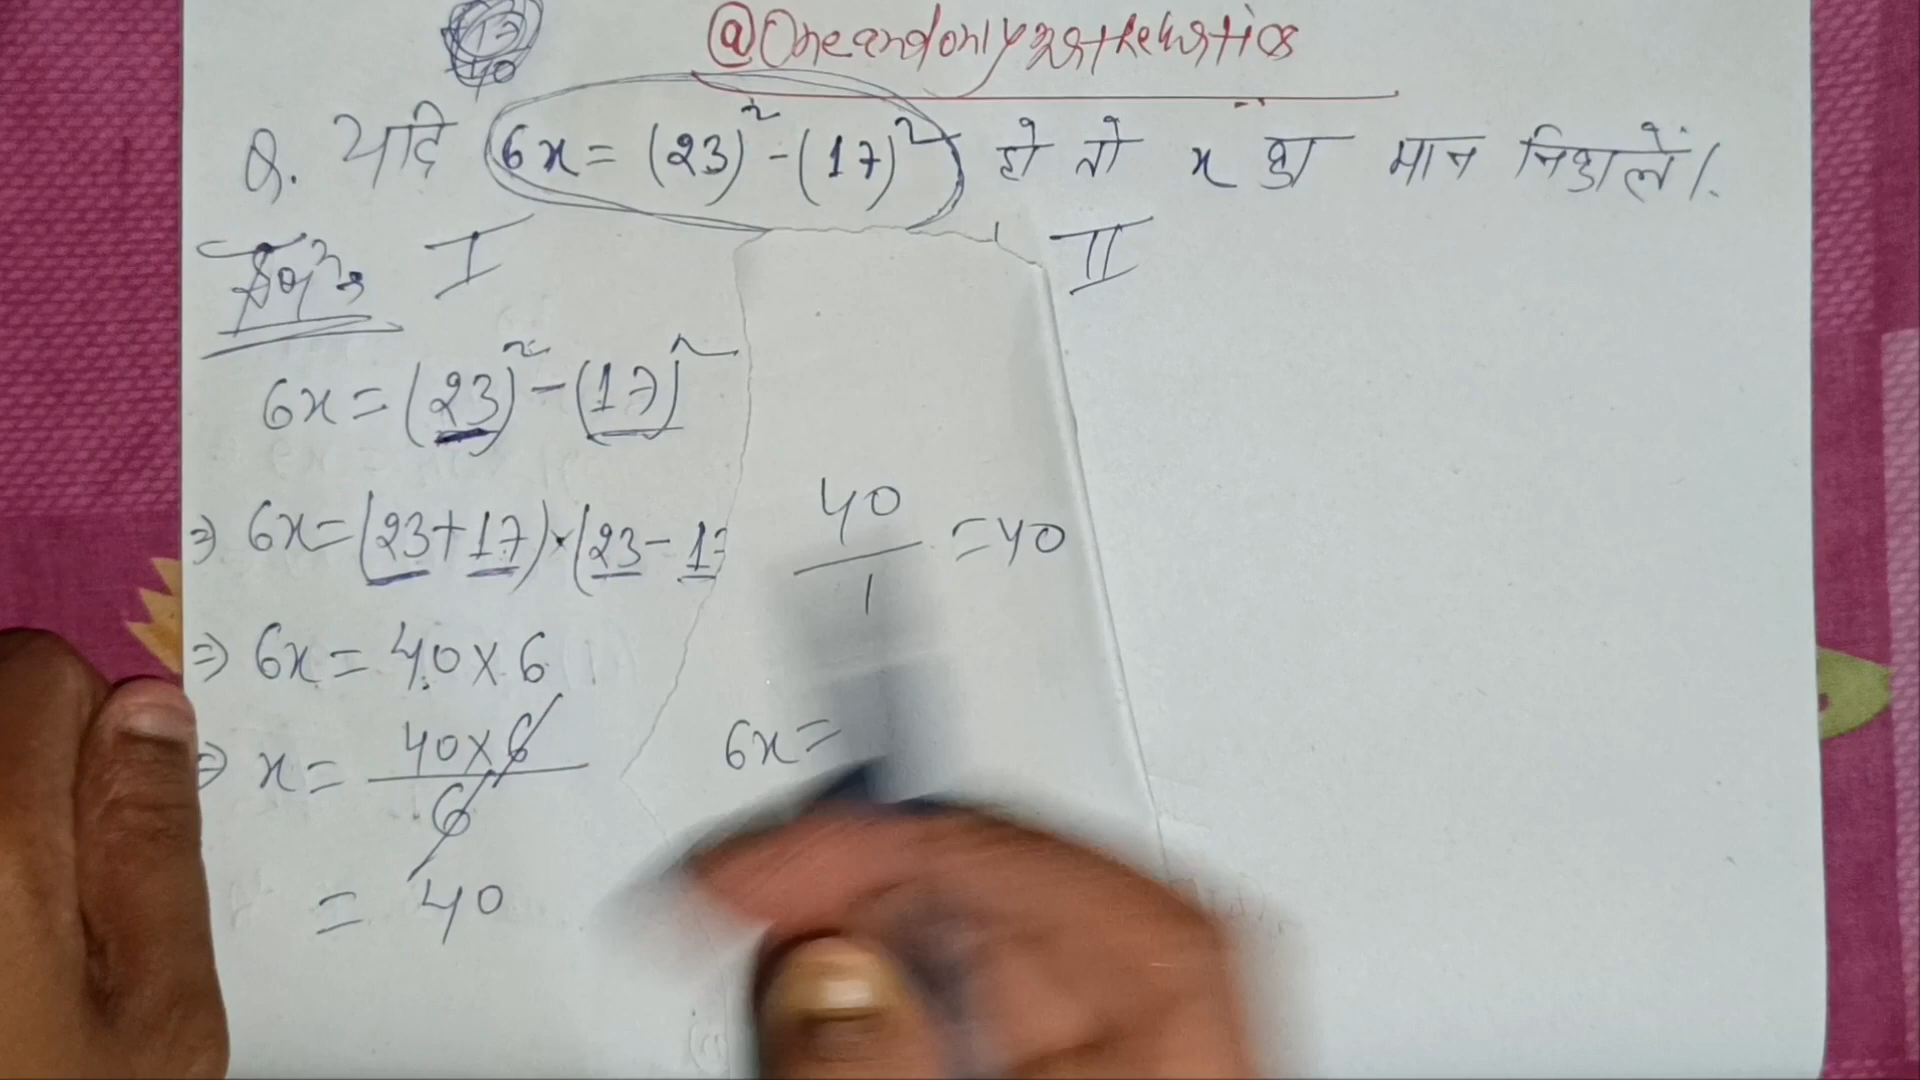 Q. यदि 6x = (23)² - (17)² हो तो x का मान निकालें।
I
II
6x = (23)² - (17)²
⇒ 6x = (23 + 17) × (23 - 1
⇒ 6x = 40 × 6
⇒ x = 40 × 6 / 6
= 40
40 / 1 = 40
6x =